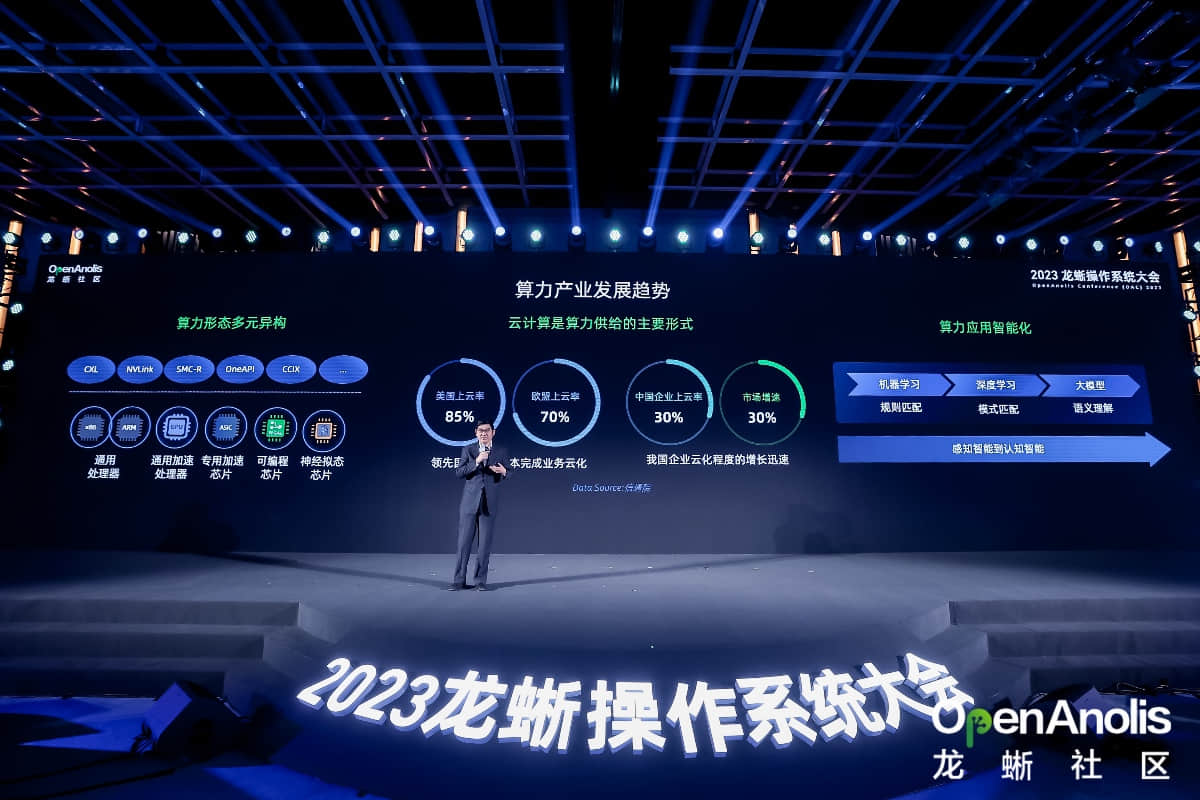 OpenAnolis
龙蜥社区
2023 龙蜥操作系统大会
OpenAnolis Conference (OAC) 2023
算力产业发展趋势
算力形态多元异构
云计算是算力供给的主要形式
算力应用智能化
CXL
NVLink
SMC-R
OneAPI
CCIX
...
x86
ARM
GPU
ASIC
FPGA
通用
处理器
通用加速
处理器
专用加速
芯片
可编程
芯片
神经拟态
芯片
美国上云率
85%
欧盟上云率
70%
中国企业上云率
30%
市场增速
30%
领先
本完成业务云化
我国企业云化程度的增长迅速
Data Source:
机器学习
深度学习
大模型
规则匹配
模式匹配
语义理解
感知智能到认知智能
2023龙蜥操作系统大会
OpenAnolis
龙蜥社区